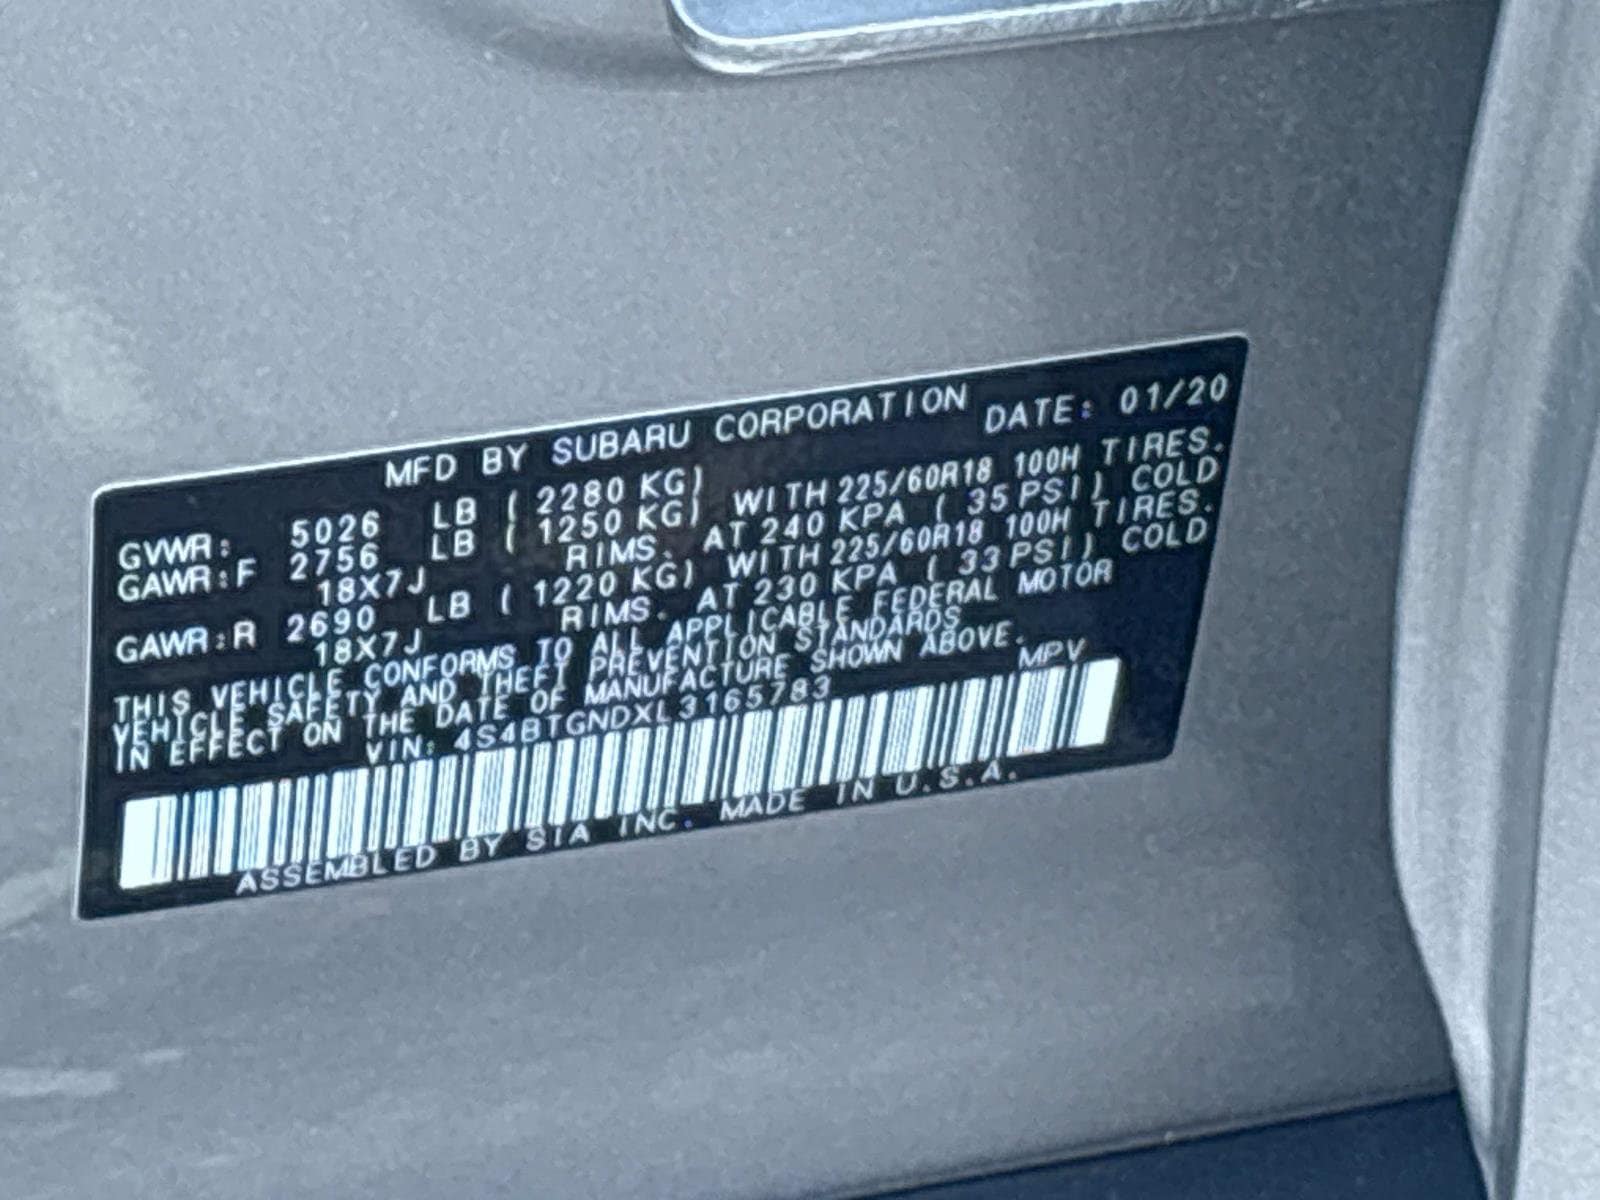 MFD BY SUBARU CORPORATION DATE: 01/20
GVWR: 5026 LB ( 2280 KG)
GAWR:F 2756 LB ( 1250 KG) WITH 225/60R18 100H TIRES.
18X7J RIMS. AT 240 KPA ( 35 PSI) COLD
GAWR:R 2690 LB ( 1220 KG) WITH 225/60R18 100H TIRES.
18X7J RIMS. AT 230 KPA ( 33 PSI) COLD
THIS VEHICLE CONFORMS TO ALL APPLICABLE FEDERAL MOTOR
VEHICLE SAFETY AND THEFT PREVENTION STANDARDS
IN EFFECT ON THE DATE OF MANUFACTURE SHOWN ABOVE.
VIN: 4S4BTGNDXL3165783 MPV
ASSEMBLED BY SIA INC. MADE IN U.S.A.